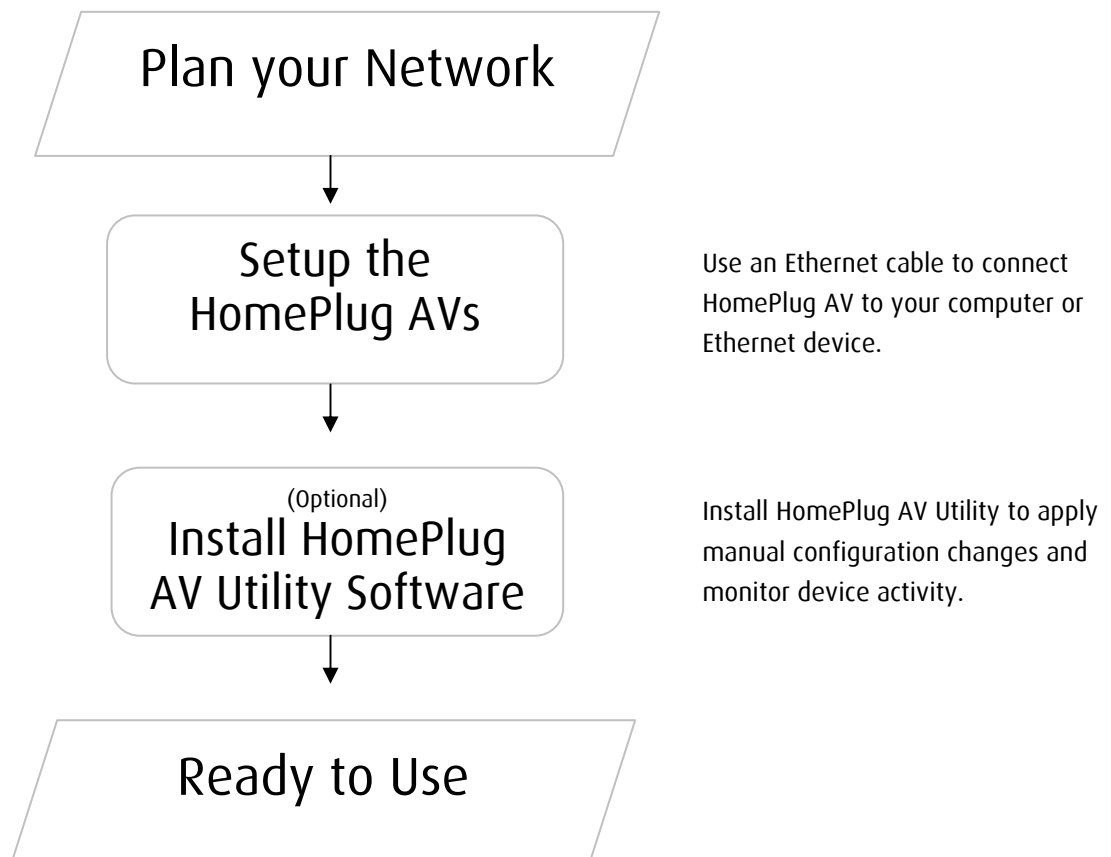 Plan your Network
Setup the
HomePlug AVs
Use an Ethernet cable to connect
HomePlug AV to your computer or
Ethernet device.
(Optional)
Install HomePlug
AV Utility Software
Install HomePlug AV Utility to apply
manual configuration changes and
monitor device activity.
Ready to Use